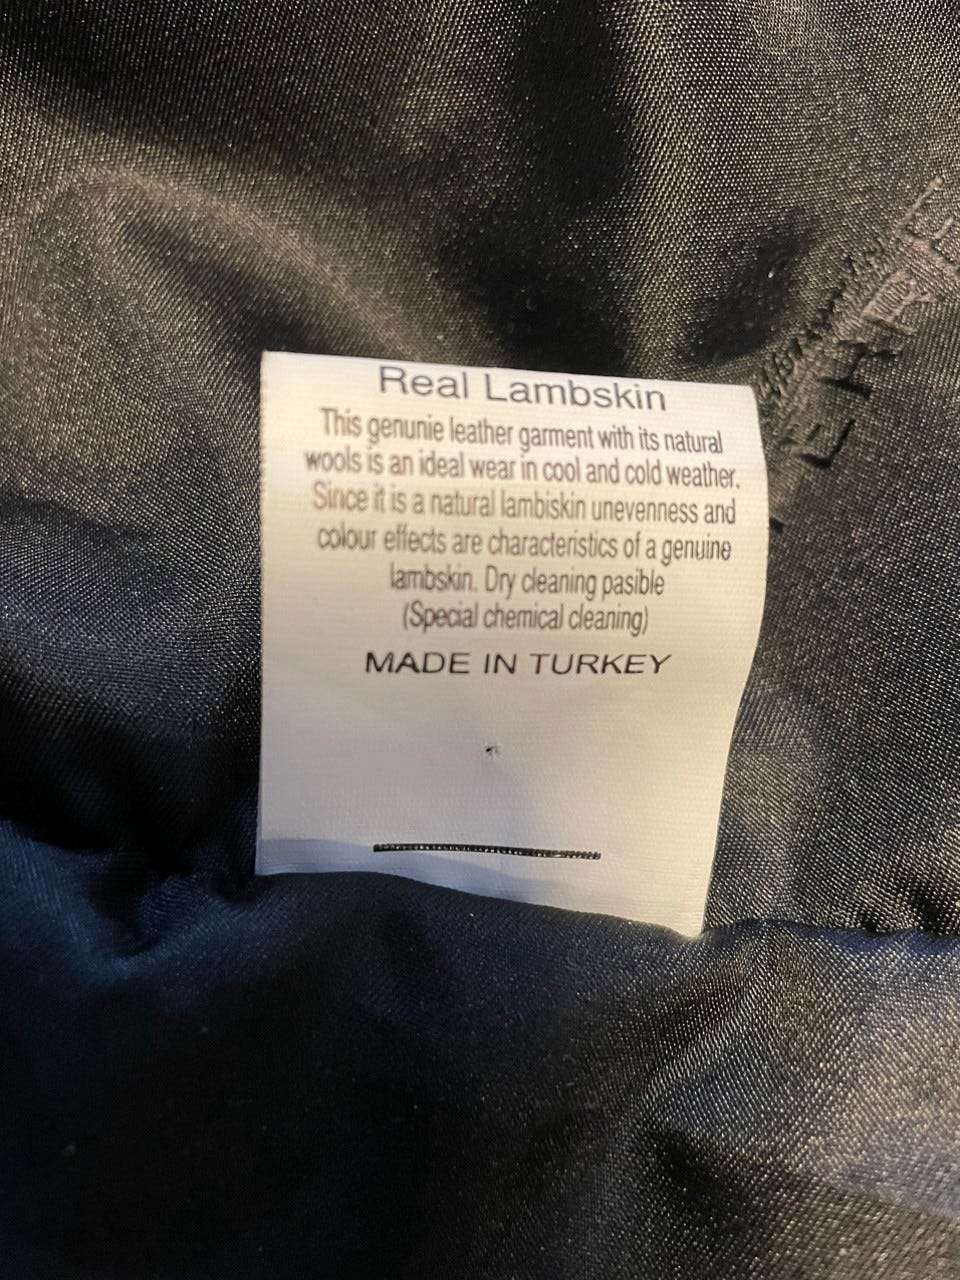 Real Lambskin
This genunie leather garment with its natural
wools is an ideal wear in cool and cold weather.
Since it is a natural lambiskin unevenness and
colour effects are characteristics of a genuine
lambskin. Dry cleaning pasible
(Special chemical cleaning)
MADE IN TURKEY